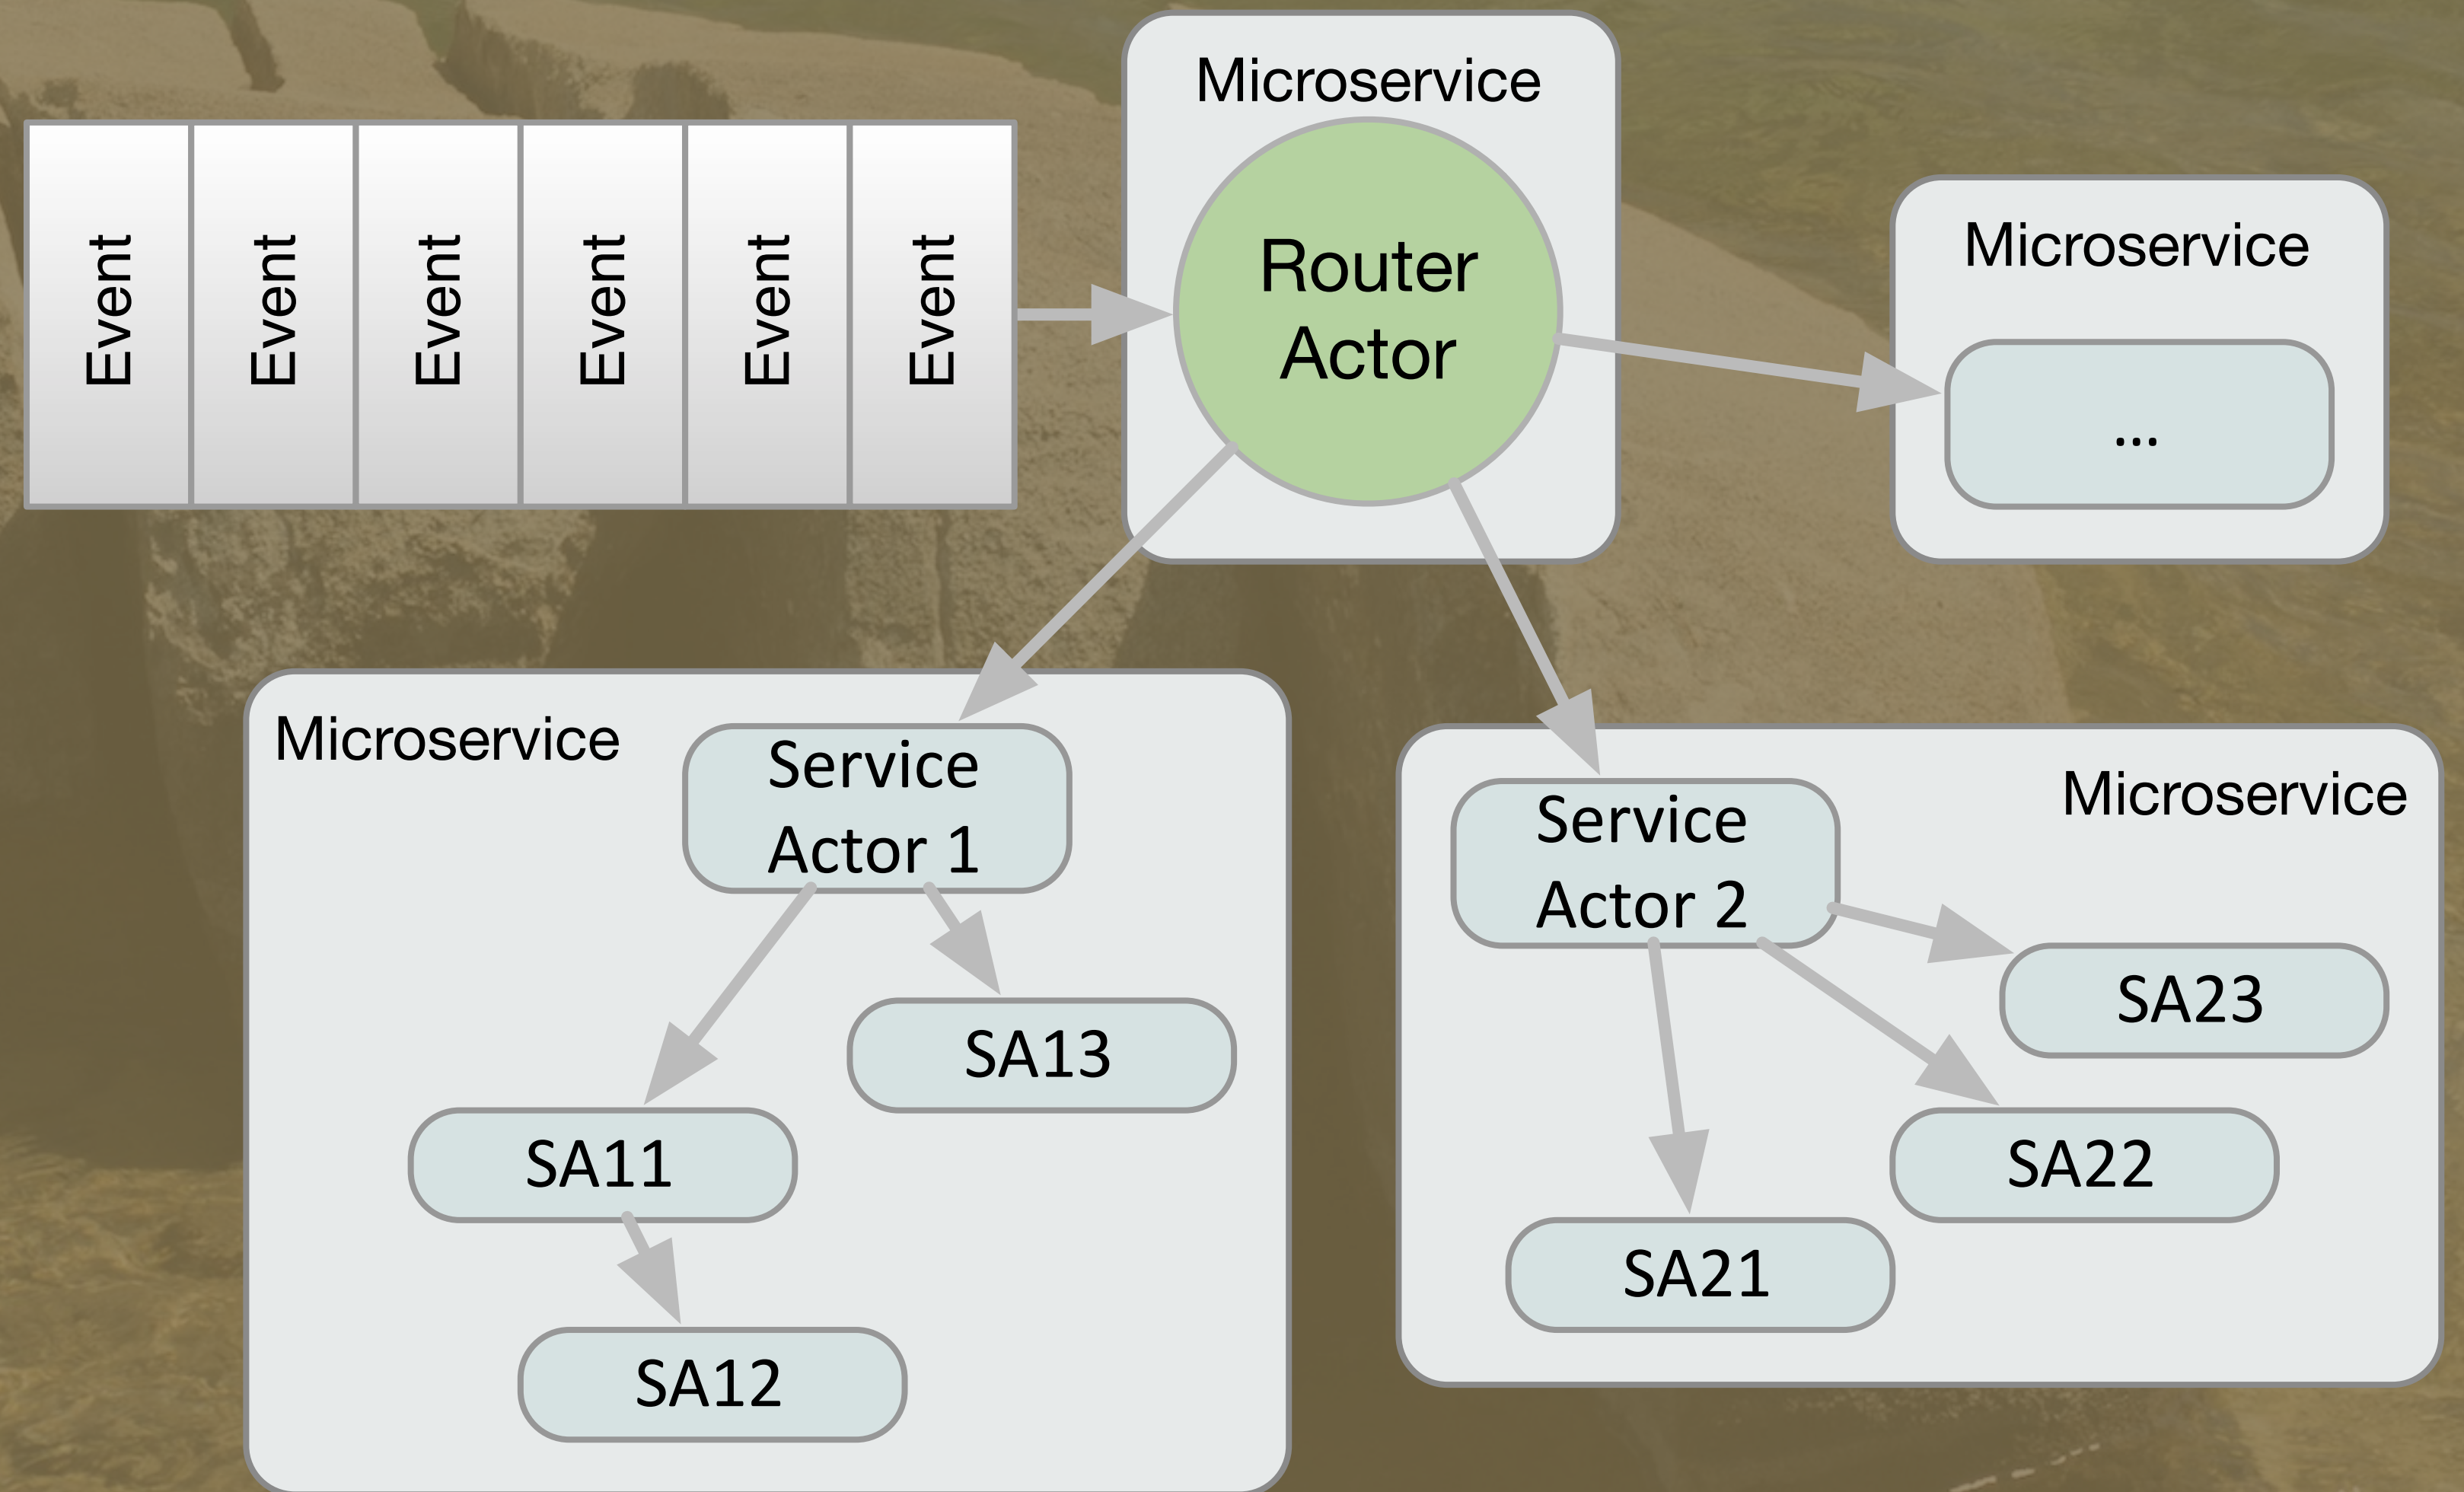 Microservice
Event
Event
Event
Event
Event
Event
Router
Actor
Microservice
...
Microservice
Service
Actor 1
SA13
SA11
SA12
Microservice
Service
Actor 2
SA23
SA22
SA21